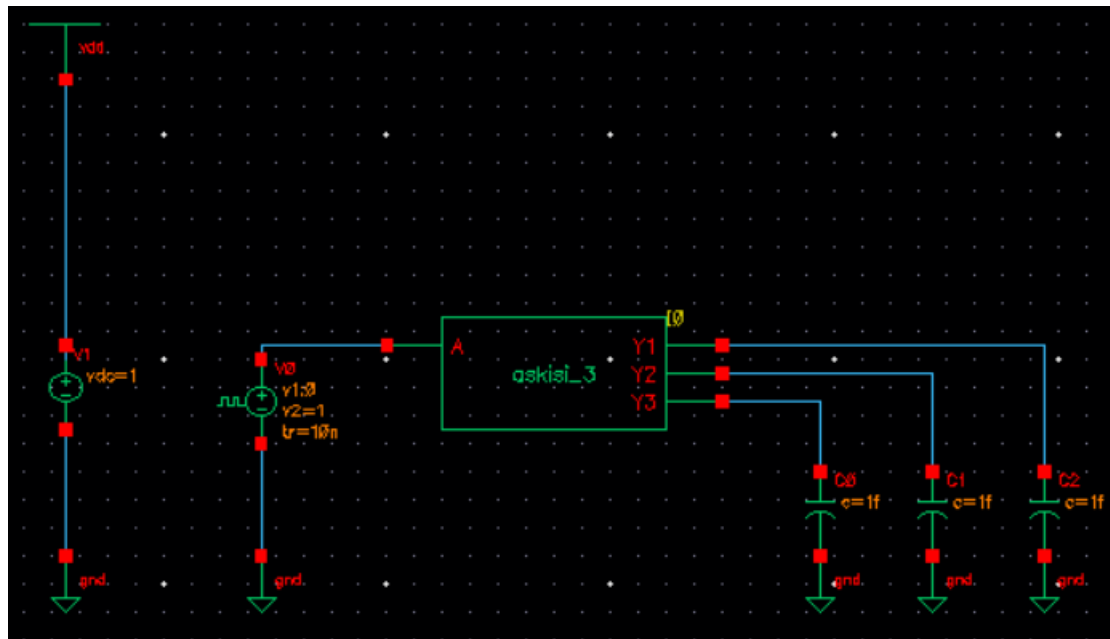 vdd
V1
vdc=1
V0
v1:0
v2=1
tr=10n
I0
A
askisi_3
Y1
Y2
Y3
C0
c=1f
C1
c=1f
C2
c=1f
gnd
gnd
gnd
gnd
gnd